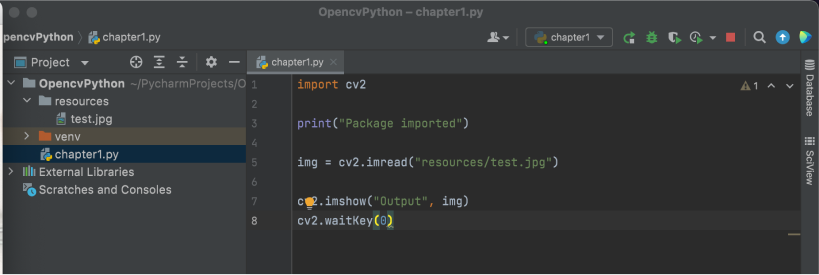 OpencvPython – chapter1.py
pencvPython
chapter1.py
chapter1
Project
chapter1.py
OpencvPython ~/PycharmProjects/O
resources
test.jpg
venv
chapter1.py
External Libraries
Scratches and Consoles
1 import cv2
2
3 print("Package imported")
4
5 img = cv2.imread("resources/test.jpg")
6
7 cv2.imshow("Output", img)
8 cv2.waitKey(0)
1
Database
SciView